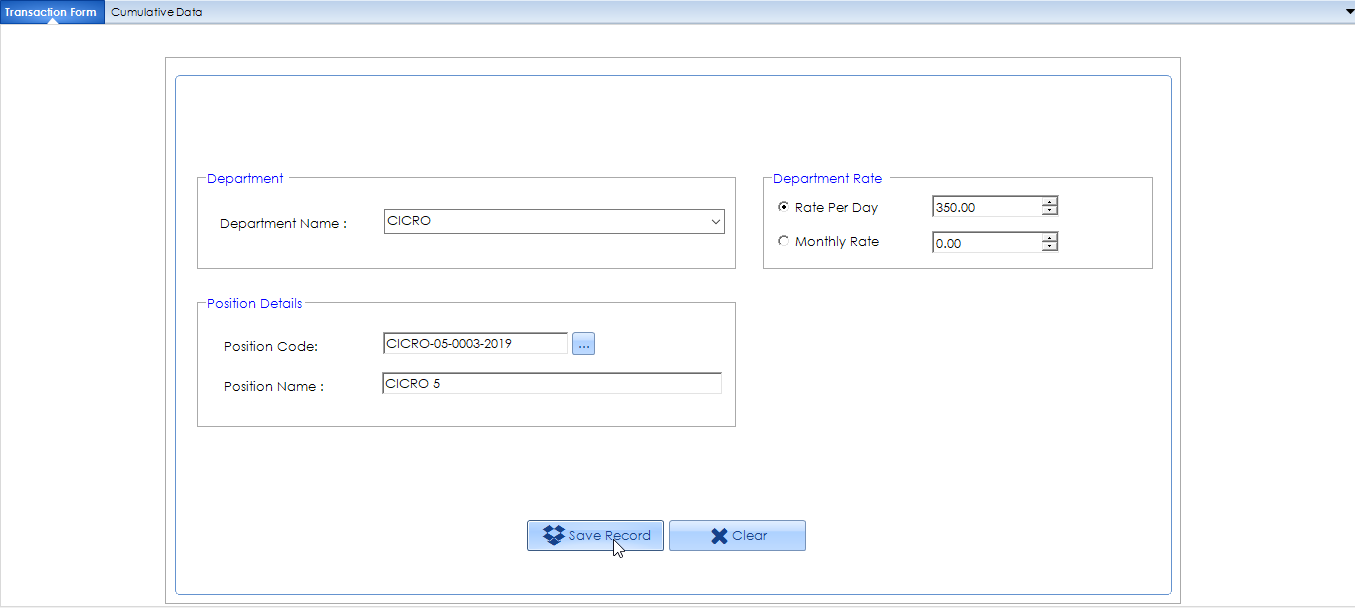 Transaction Form Cumulative Data
Department
Department Name : CICRO
Department Rate
Rate Per Day 350.00
Monthly Rate 0.00
Position Details
Position Code: CICRO-05-0003-2019 ...
Position Name : CICRO 5
Save Record Clear